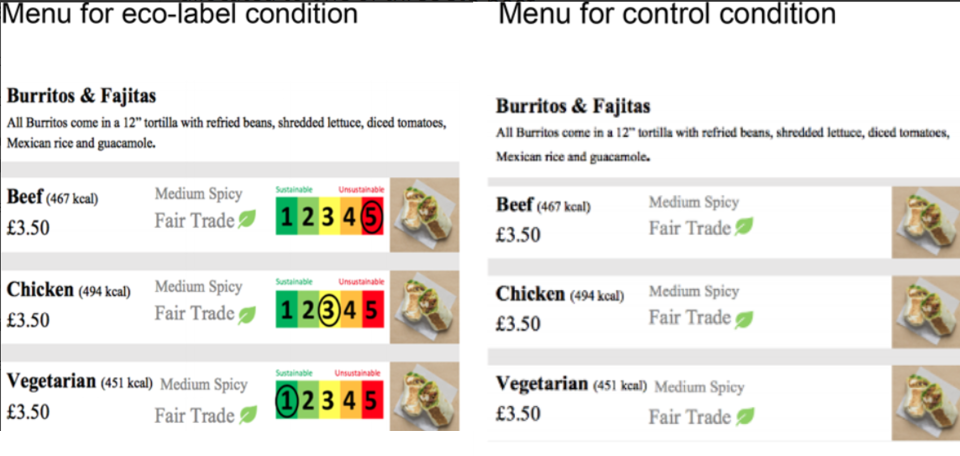 Menu for eco-label condition
Burritos & Fajitas
All Burritos come in a 12" tortilla with refried beans, shredded lettuce, diced tomatoes,
Mexican rice and guacamole.
Beef (467 kcal)
£3.50
Medium Spicy
Fair Trade
Sustainable Unsustainable
1 2 3 4 5
Chicken (494 kcal)
£3.50
Medium Spicy
Fair Trade
Sustainable Unsustainable
1 2 3 4 5
Vegetarian (451 kcal)
£3.50
Medium Spicy
Fair Trade
Sustainable Unsustainable
1 2 3 4 5
Menu for control condition
Burritos & Fajitas
All Burritos come in a 12" tortilla with refried beans, shredded lettuce, diced tomatoes,
Mexican rice and guacamole.
Beef (467 kcal)
£3.50
Medium Spicy
Fair Trade
Chicken (494 kcal)
£3.50
Medium Spicy
Fair Trade
Vegetarian (451 kcal)
£3.50
Medium Spicy
Fair Trade